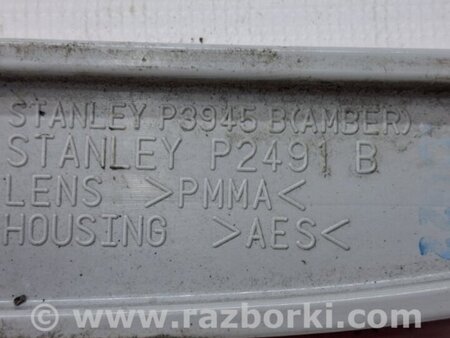 STANLEY P3945 B(AMBER)
STANLEY P2491 B
LENS >PMMA<
HOUSING >AES<
www.razborki.com